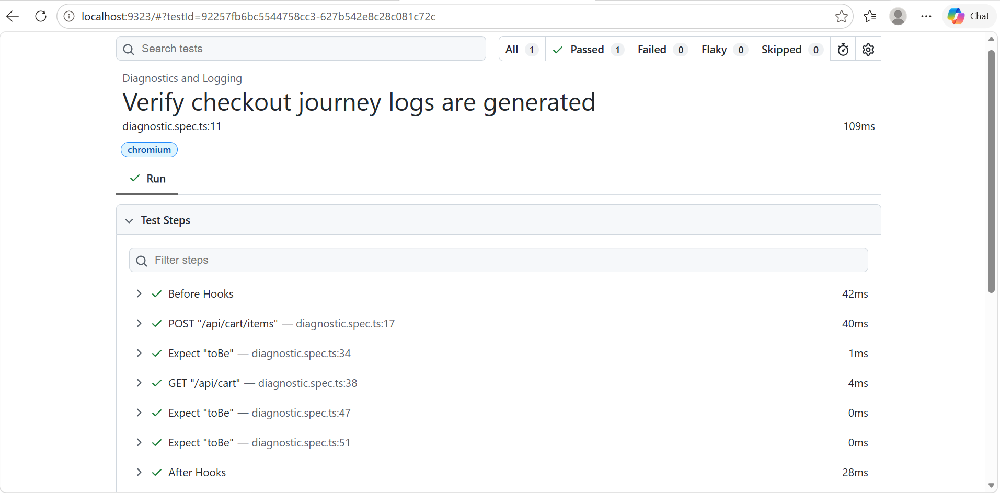 localhost:9323/#?testId=92257fb6bc5544758cc3-627b542e8c28c081c72c
Chat
Search tests
All 1 Passed 1 Failed 0 Flaky 0 Skipped 0
Diagnostics and Logging
Verify checkout journey logs are generated
diagnostic.spec.ts:11 109ms
chromium
Run
Test Steps
Filter steps
Before Hooks 42ms
POST "/api/cart/items" — diagnostic.spec.ts:17 40ms
Expect "toBe" — diagnostic.spec.ts:34 1ms
GET "/api/cart" — diagnostic.spec.ts:38 4ms
Expect "toBe" — diagnostic.spec.ts:47 0ms
Expect "toBe" — diagnostic.spec.ts:51 0ms
After Hooks 28ms